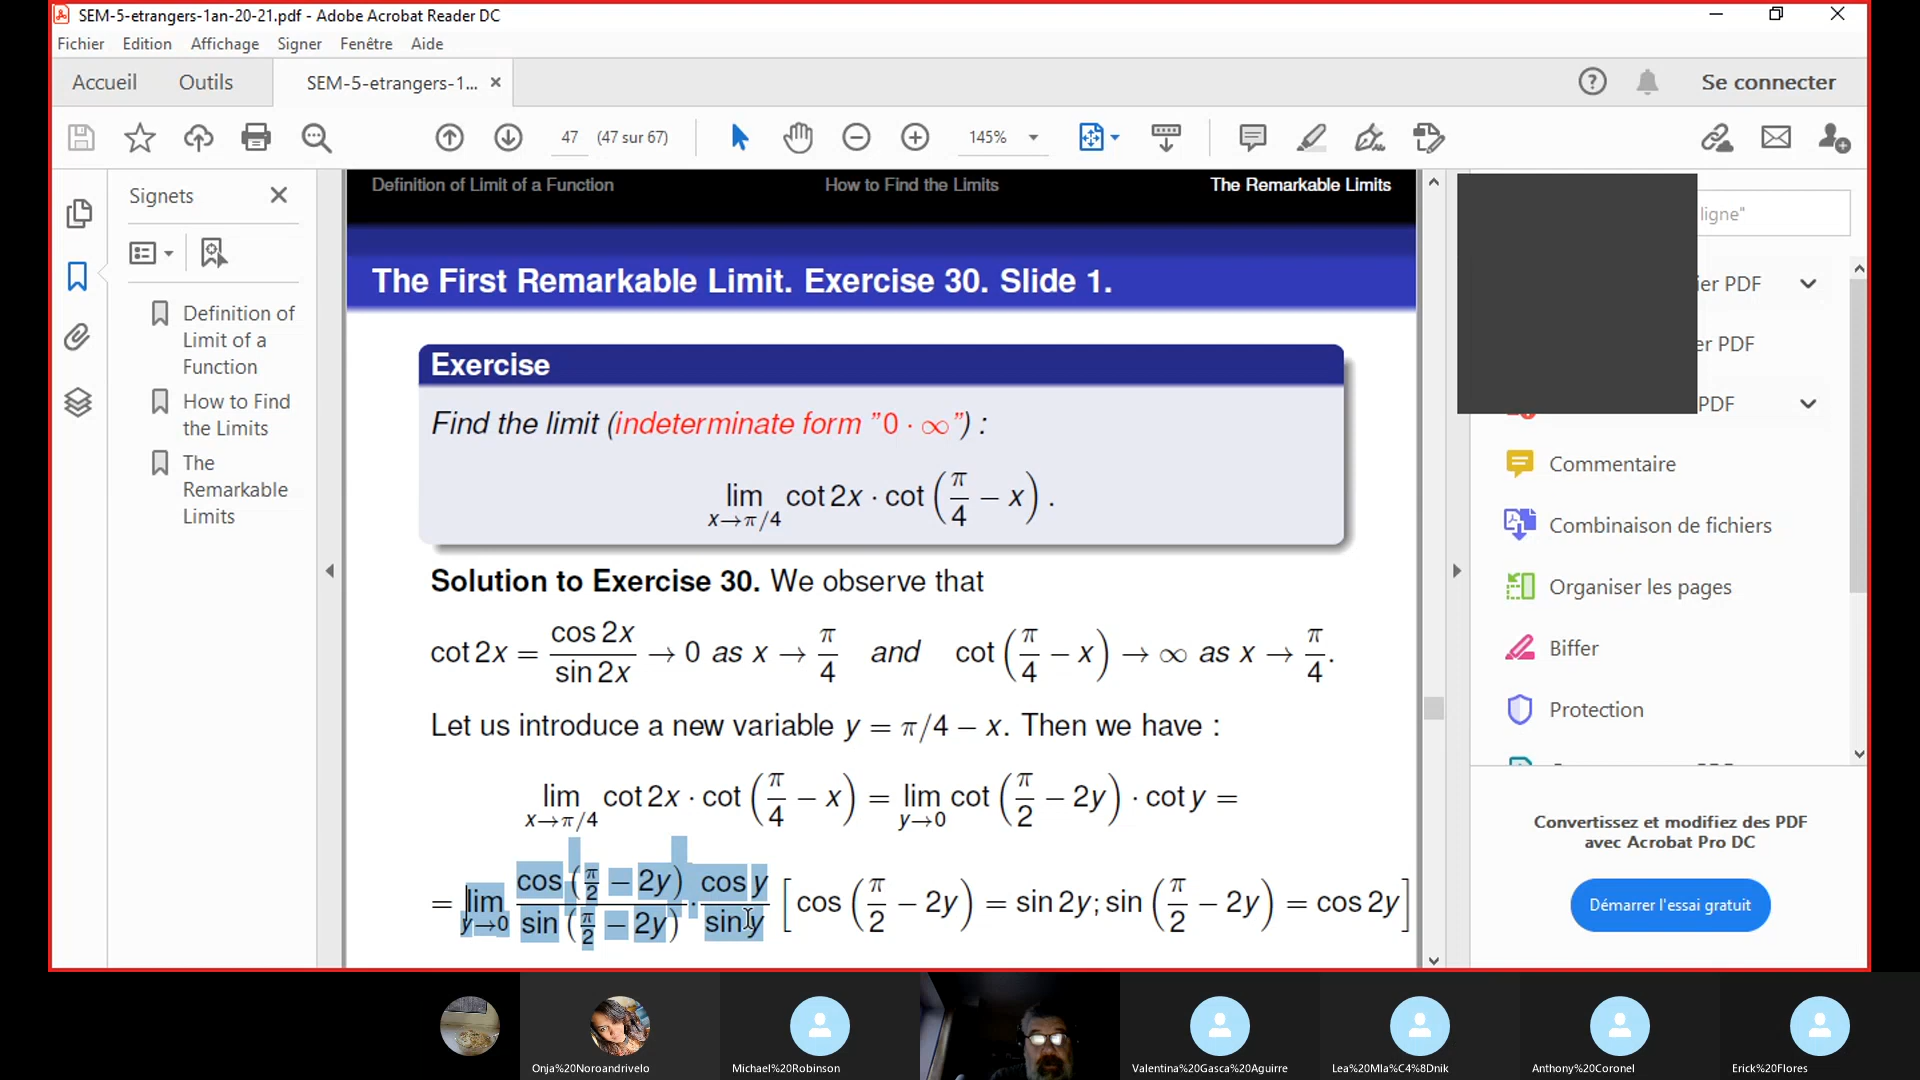 SEM-5-etrangers-1an-20-21.pdf - Adobe Acrobat Reader DC
Fichier Edition Affichage Signer Fenêtre Aide
Accueil Outils SEM-5-etrangers-1... × Se connecter
47 (47 sur 67) 145%
Signets
Definition of
Limit of a
Function
How to Find
the Limits
The
Remarkable
Limits
Definition of Limit of a Function How to Find the Limits The Remarkable Limits
The First Remarkable Limit. Exercise 30. Slide 1.
Exercise
Find the limit (indeterminate form "0 · ∞") :
lim x→π/4 cot 2x · cot (π/4 − x) .
Solution to Exercise 30. We observe that
cot 2x = cos 2x / sin 2x → 0 as x → π/4 and cot (π/4 − x) → ∞ as x → π/4.
Let us introduce a new variable y = π/4 − x. Then we have :
lim x→π/4 cot 2x · cot (π/4 − x) = lim y→0 cot (π/2 − 2y) · cot y =
= lim y→0 cos (π/2 − 2y) / sin (π/2 − 2y) · cos y / sin y [cos (π/2 − 2y) = sin 2y; sin (π/2 − 2y) = cos 2y]
ligne"
ier PDF
er PDF
PDF
Commentaire
Combinaison de fichiers
Organiser les pages
Biffer
Protection
Convertissez et modifiez des PDF
avec Acrobat Pro DC
Démarrer l'essai gratuit
Onja%20Noroandrivelo
Michael%20Robinson
Valentina%20Gasca%20Aguirre
Lea%20Mla%C4%8Dnik
Anthony%20Coronel
Erick%20Flores